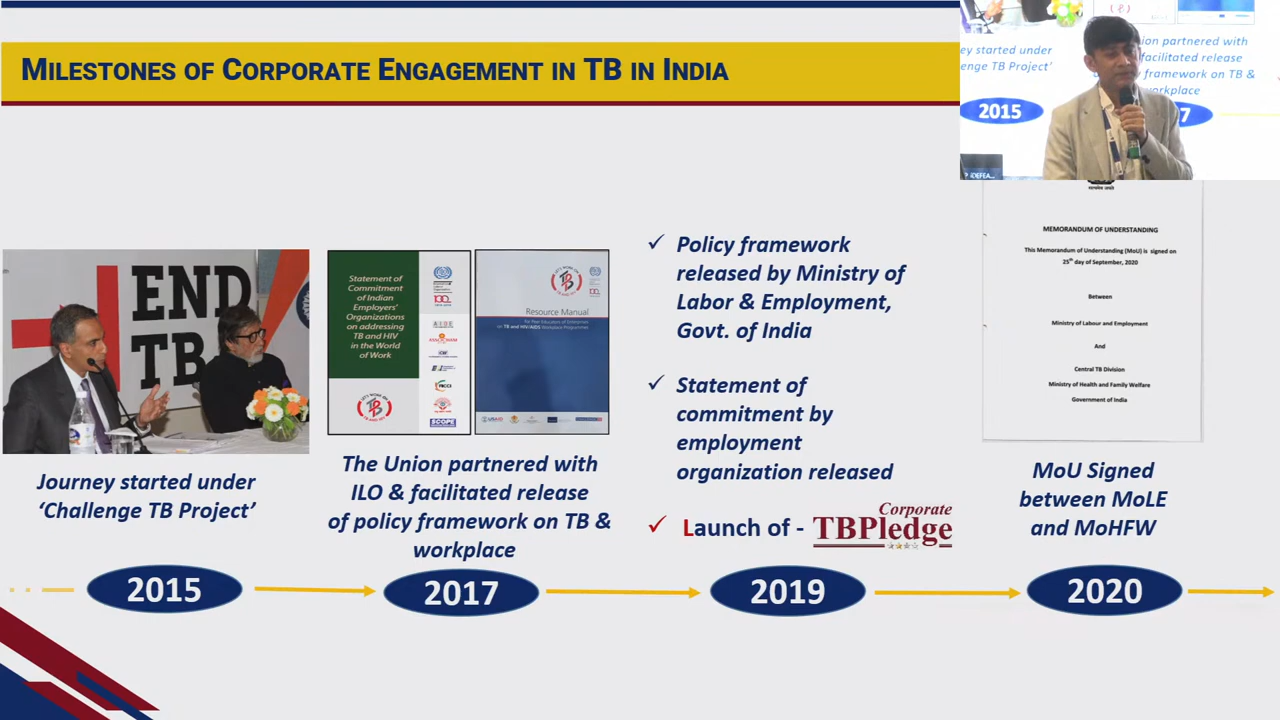 MILESTONES OF CORPORATE ENGAGEMENT IN TB IN INDIA
ey started under
enge TB Project'
ion partnered with
facilitated release
framework on TB &
workplace
2015
7
END
TB
Journey started under
'Challenge TB Project'
Statement of
Commitment
of Indian
Employers'
Organizations
on addressing
TB and HIV
in the World
of Work
TB
SCOPE
Resource Manual
USAID
The Union partnered with
ILO & facilitated release
of policy framework on TB &
workplace
✓ Policy framework
released by Ministry of
Labor & Employment,
Govt. of India
✓ Statement of
commitment by
employment
organization released
✓ Launch of - Corporate
TBPledge
MEMORANDUM OF UNDERSTANDING
This Memorandum of Understanding (MoU) is signed on
25th day of September, 2020
Between
Ministry of Labour and Employment
And
Central TB Division
Ministry of Health and Family Welfare
Government of India
MoU Signed
between MoLE
and MoHFW
2015
2017
2019
2020